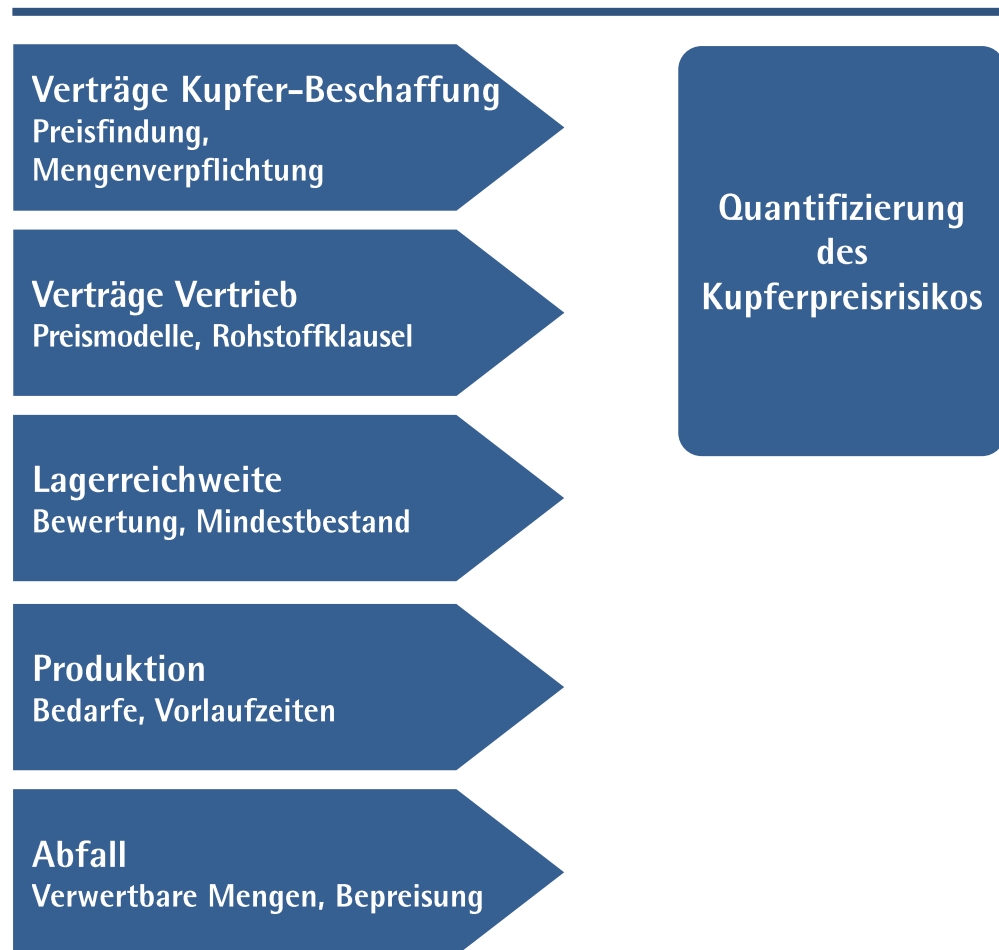 Verträge Kupfer-Beschaffung
Preisfindung,
Mengenverpflichtung
Verträge Vertrieb
Preismodelle, Rohstoffklausel
Lagerreichweite
Bewertung, Mindestbestand
Produktion
Bedarfe, Vorlaufzeiten
Abfall
Verwertbare Mengen, Bepreisung
Quantifizierung
des
Kupferpreisrisikos